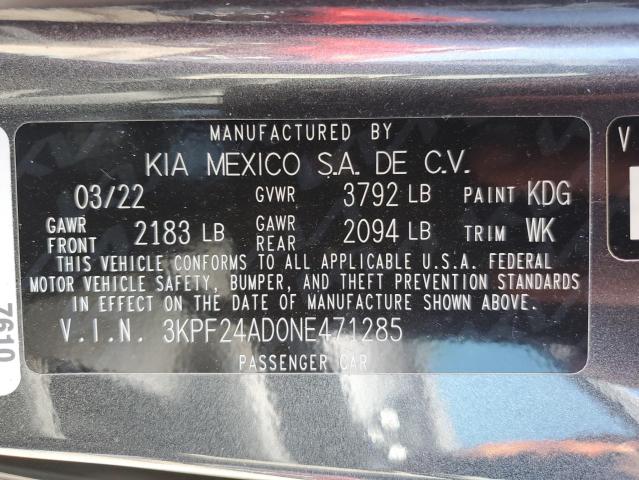 MANUFACTURED BY
KIA MEXICO S.A. DE C.V.
03/22 GVWR 3792 LB PAINT KDG
GAWR FRONT 2183 LB GAWR REAR 2094 LB TRIM WK
THIS VEHICLE CONFORMS TO ALL APPLICABLE U.S.A. FEDERAL
MOTOR VEHICLE SAFETY, BUMPER, AND THEFT PREVENTION STANDARDS
IN EFFECT ON THE DATE OF MANUFACTURE SHOWN ABOVE.
V.I.N. 3KPF24AD0NE471285
PASSENGER CAR
7610
V